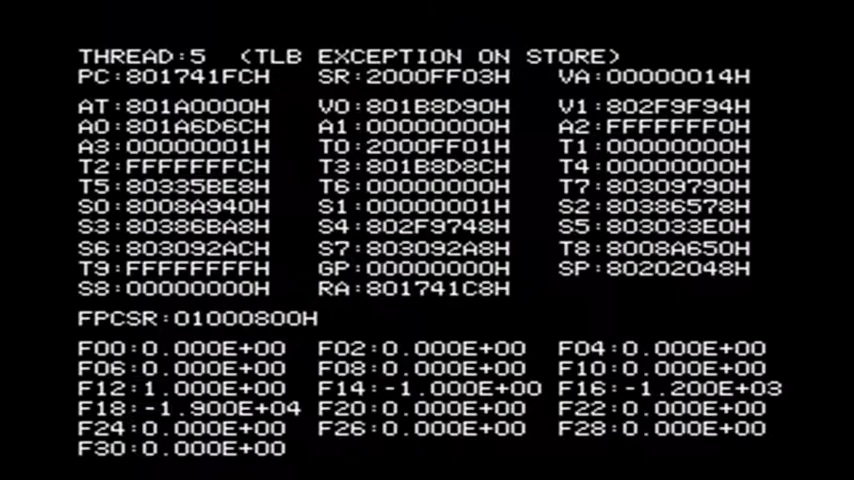 THREAD:5 (TLB EXCEPTION ON STORE)
PC:801741FCH SR:2000FF03H VA:00000014H
AT:801A0000H V0:801B8D90H V1:802F9F94H
A0:801A6D6CH A1:00000000H A2:FFFFFFF0H
A3:00000001H T0:2000FF01H T1:00000000H
T2:FFFFFFFCH T3:801B8D8CH T4:00000000H
T5:80335BE8H T6:00000000H T7:80309790H
S0:8008A940H S1:00000001H S2:80386578H
S3:80386BA8H S4:802F9748H S5:803033E0H
S6:803092ACH S7:803092A8H T8:8008A650H
T9:FFFFFFFFH GP:00000000H SP:80202048H
S8:00000000H RA:801741C8H
FPCSR:01000800H
F00:0.000E+00 F02:0.000E+00 F04:0.000E+00
F06:0.000E+00 F08:0.000E+00 F10:0.000E+00
F12:1.000E+00 F14:-1.000E+00 F16:-1.200E+03
F18:-1.900E+04 F20:0.000E+00 F22:0.000E+00
F24:0.000E+00 F26:0.000E+00 F28:0.000E+00
F30:0.000E+00